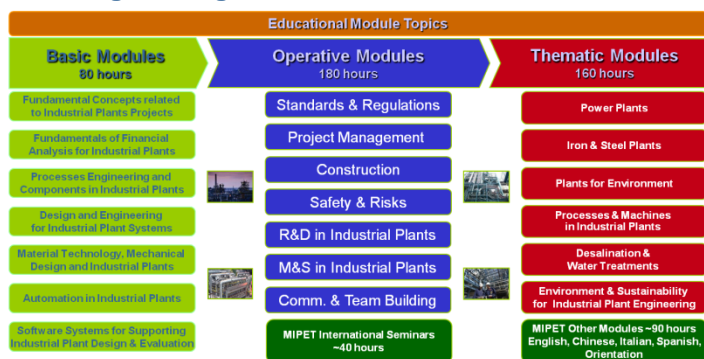 Educational Module Topics
Basic Modules
80 hours
Operative Modules
180 hours
Thematic Modules
160 hours
Fundamental Concepts related
to Industrial Plants Projects
Fundamentals of Financial
Analysis for Industrial Plants
Processes Engineering and
Components in Industrial Plants
Design and Engineering
for Industrial Plant Systems
Material Technology, Mechanical
Design and Industrial Plants
Automation in Industrial Plants
Software Systems for Supporting
Industrial Plant Design & Evaluation
Standards & Regulations
Project Management
Construction
Safety & Risks
R&D in Industrial Plants
M&S in Industrial Plants
Comm. & Team Building
MIPET International Seminars
~40 hours
Power Plants
Iron & Steel Plants
Plants for Environment
Processes & Machines
in Industrial Plants
Desalination &
Water Treatments
Environment & Sustainability
for Industrial Plant Engineering
MIPET Other Modules ~90 hours
English, Chinese, Italian, Spanish,
Orientation